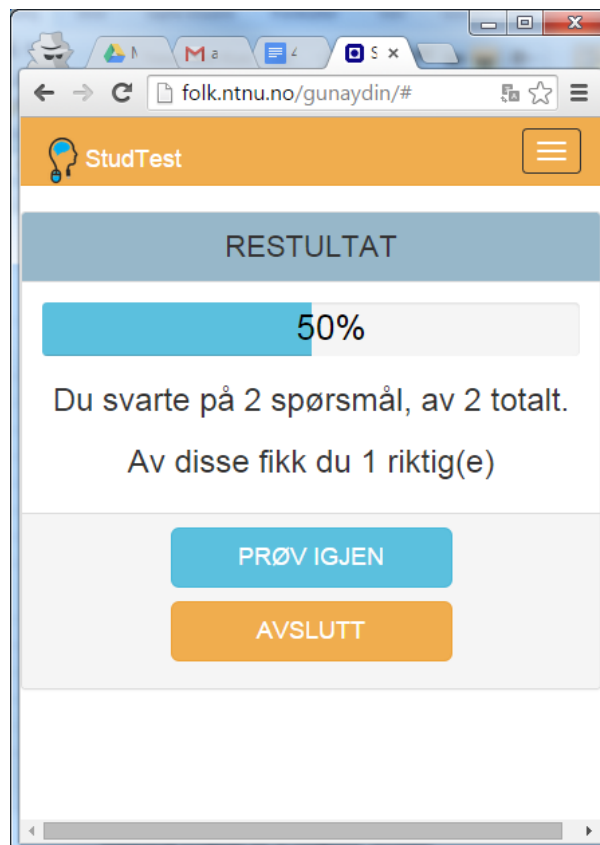 folk.ntnu.no/gunaydin/#
StudTest
RESTULTAT
50%
Du svarte på 2 spørsmål, av 2 totalt.
Av disse fikk du 1 riktig(e)
PRØV IGJEN
AVSLUTT